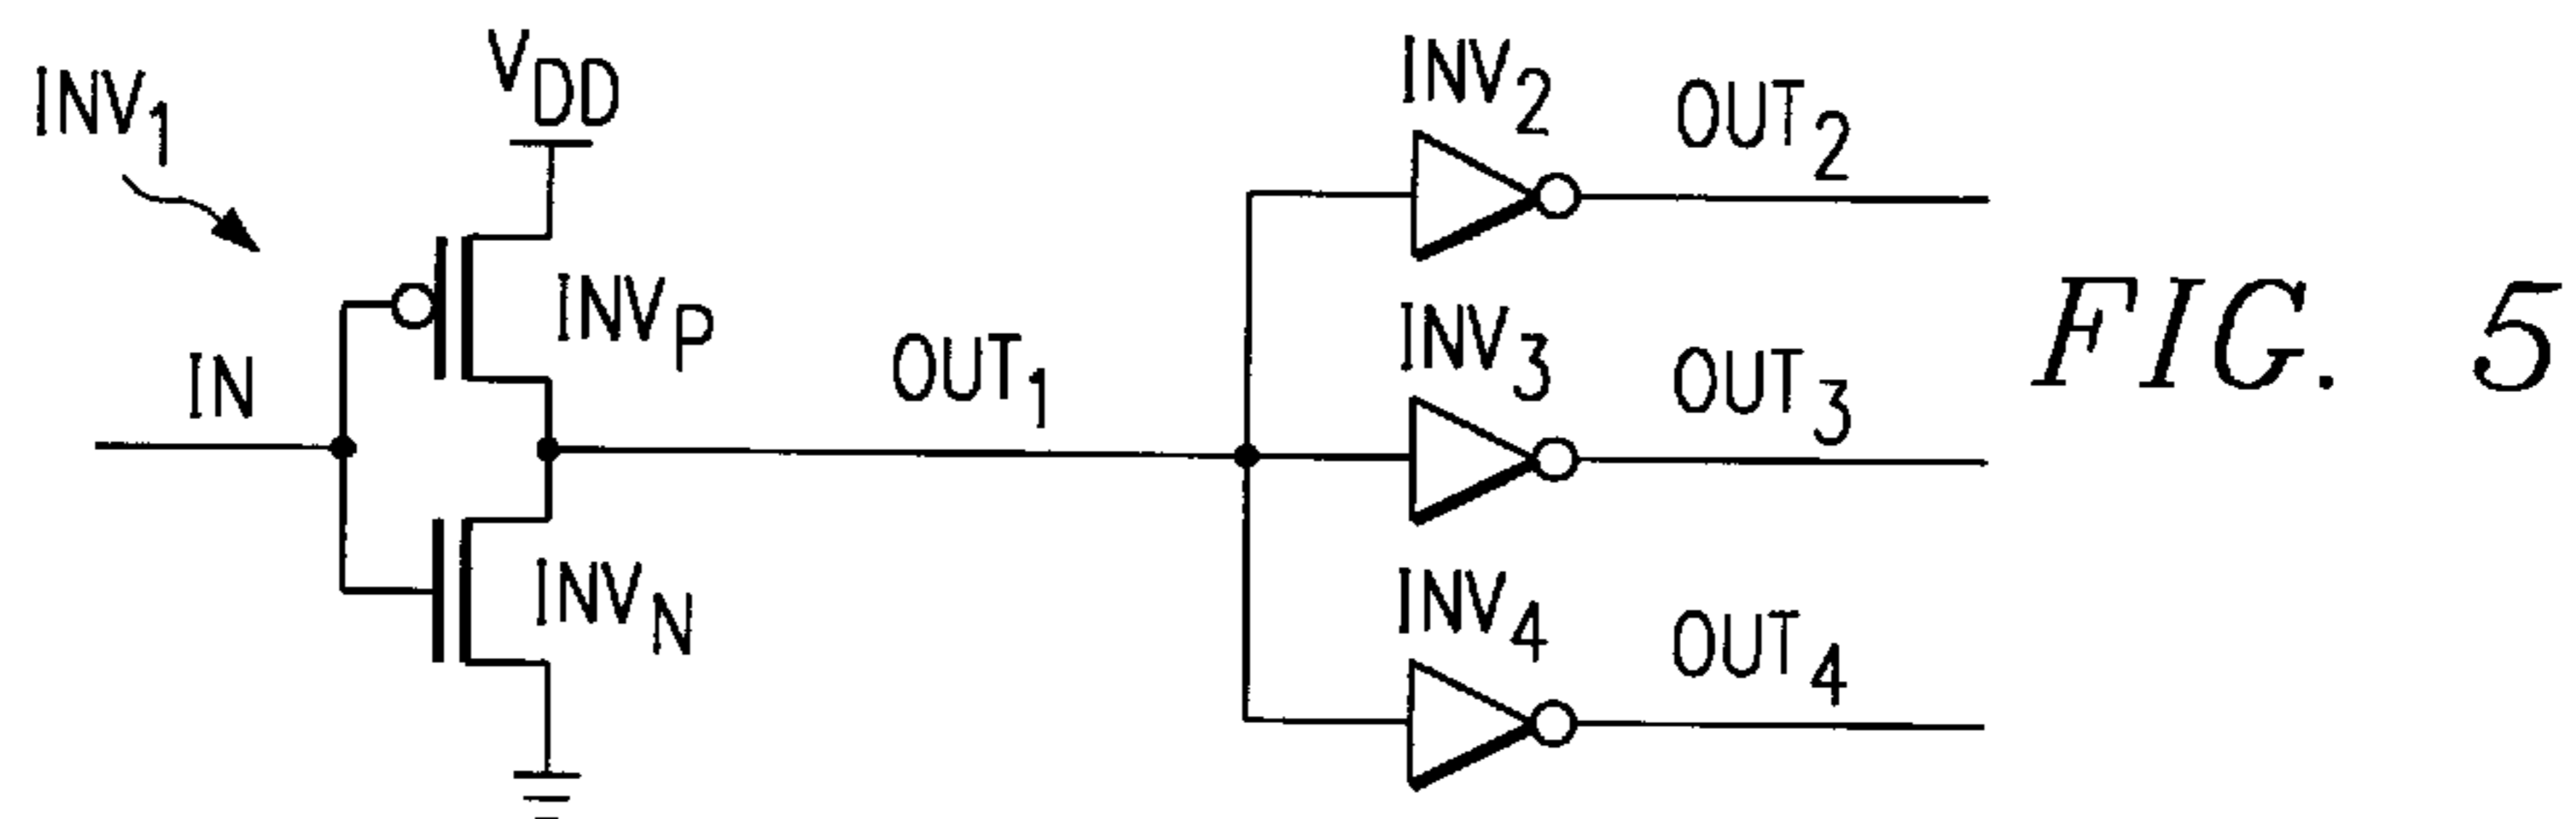 INV1
VDD
INVP
IN
OUT1
INVN
INV2
OUT2
INV3
OUT3
INV4
OUT4
FIG. 5